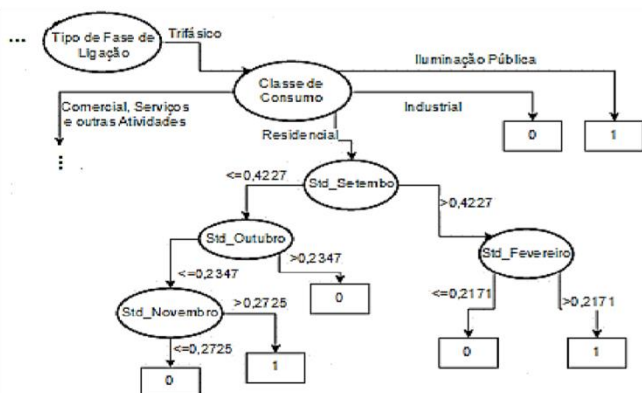 ...
Tipo de Fase de
Ligação
Trifásico
Classe de
Consumo
Iluminação Pública
Comercial, Serviços
e outras Atividades
Industrial
0
1
Residencial
Std_Setembo
<=0,4227
>0,4227
Std_Outubro
Std_Fevereiro
<=0,2347
>0,2347
0
<=0,2171
>0,2171
Std_Novembro
>0,2725
<=0,2725
0
1
0
1